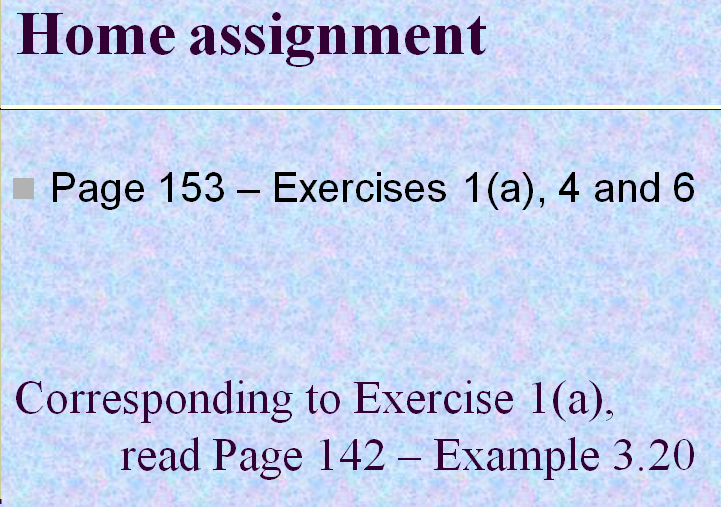 Home assignment
Page 153 – Exercises 1(a), 4 and 6
Corresponding to Exercise 1(a),
read Page 142 – Example 3.20